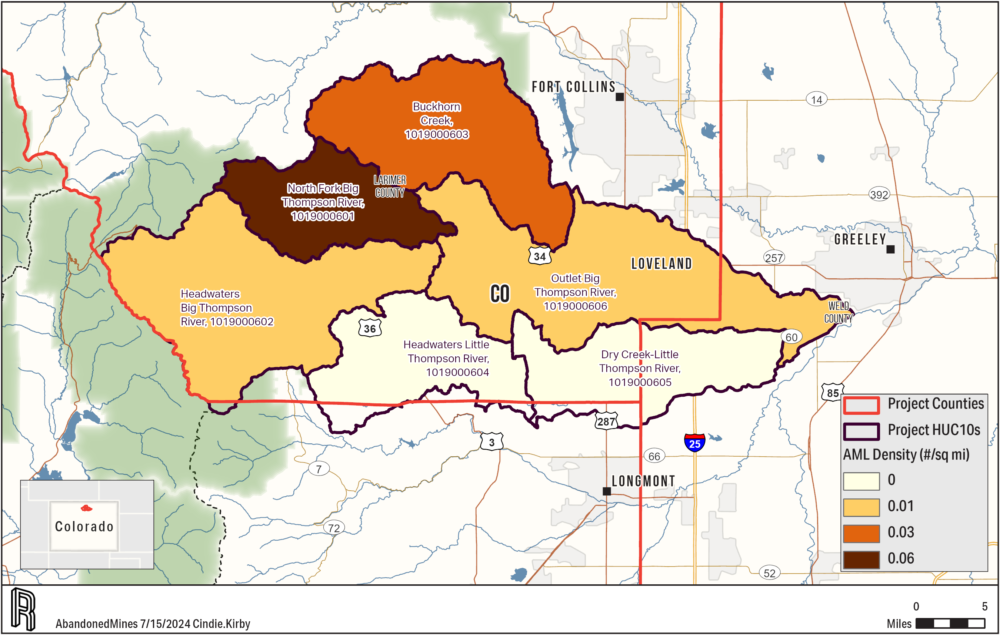 FORT COLLINS
14
Buckhorn
Creek,
1019000603
LARIMER
COUNTY
North Fork Big
Thompson River,
1019000601
392
GREELEY
257
34
LOVELAND
Outlet Big
Thompson River,
1019000606
CO
Headwaters
Big Thompson
River, 1019000602
WELD
COUNTY
36
60
Headwaters Little
Thompson River,
1019000604
Dry Creek-Little
Thompson River,
1019000605
85
287
3
25
66
7
LONGMONT
72
52
Colorado
Project Counties
Project HUC10s
AML Density (#/sq mi)
0
0.01
0.03
0.06
R
AbandonedMines 7/15/2024 Cindie.Kirby
0 5
Miles